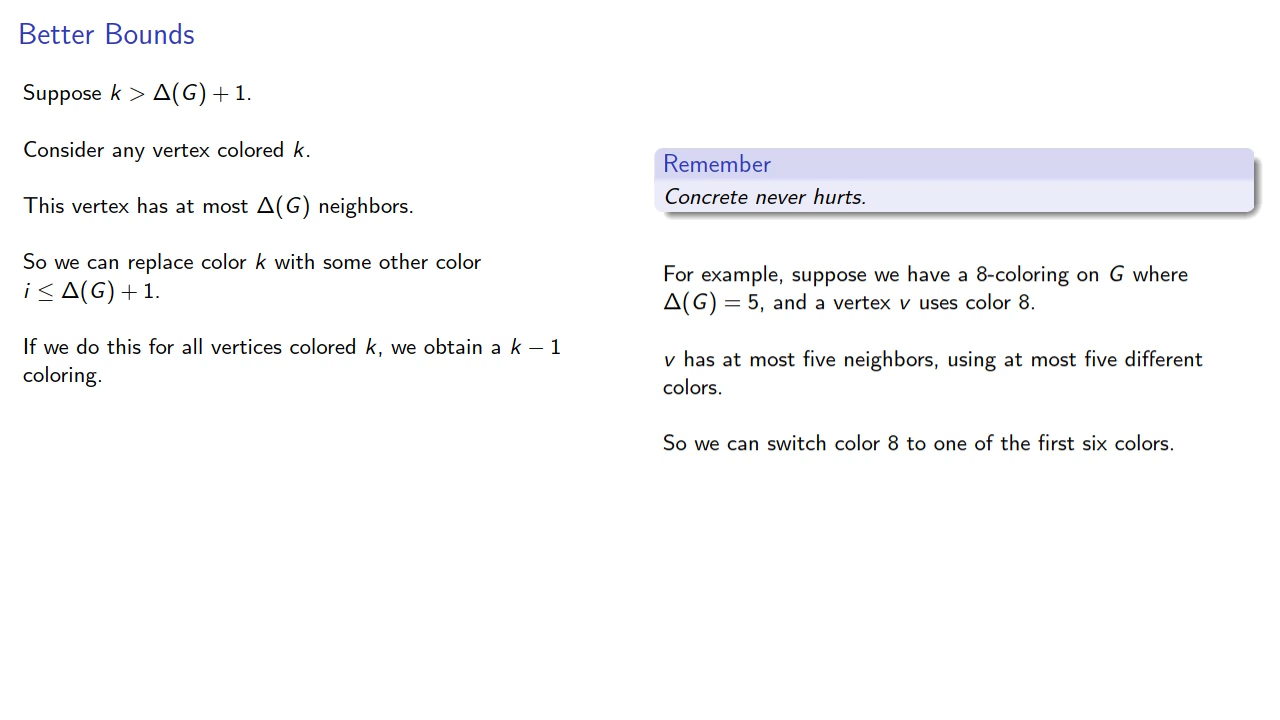 Better Bounds
Suppose k > Δ(G) + 1.
Consider any vertex colored k.
This vertex has at most Δ(G) neighbors.
So we can replace color k with some other color
i ≤ Δ(G) + 1.
If we do this for all vertices colored k, we obtain a k − 1
coloring.
Remember
Concrete never hurts.
For example, suppose we have a 8-coloring on G where
Δ(G) = 5, and a vertex v uses color 8.
v has at most five neighbors, using at most five different
colors.
So we can switch color 8 to one of the first six colors.